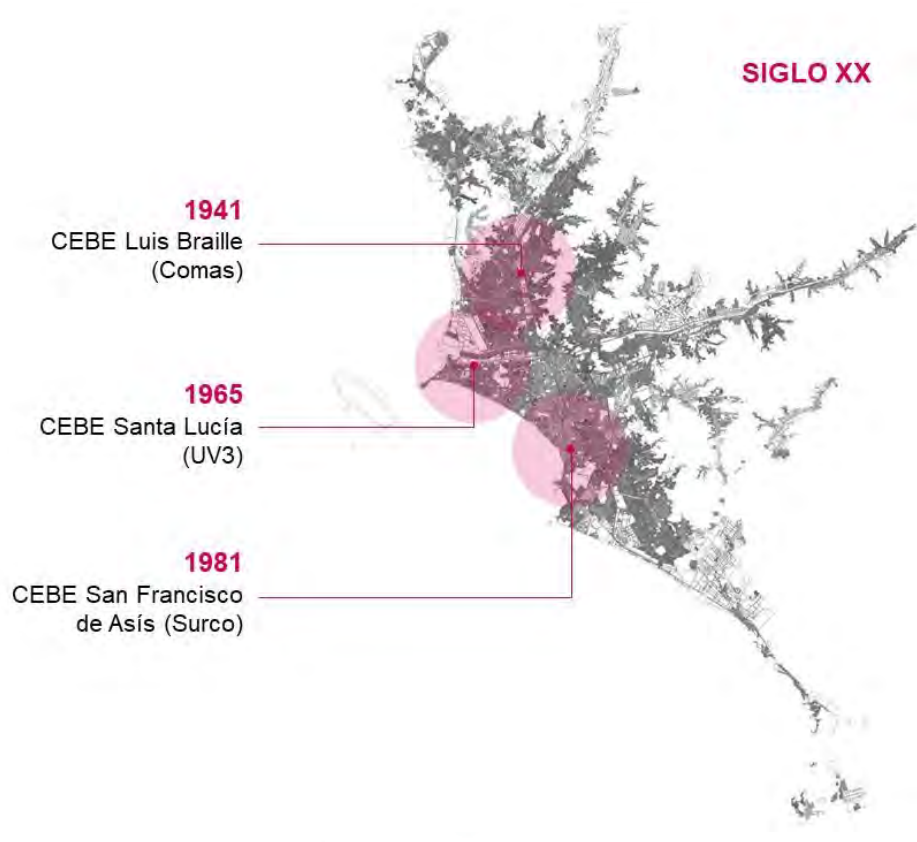 SIGLO XX
1941
CEBE Luis Braille
(Comas)
1965
CEBE Santa Lucía
(UV3)
1981
CEBE San Francisco
de Asís (Surco)